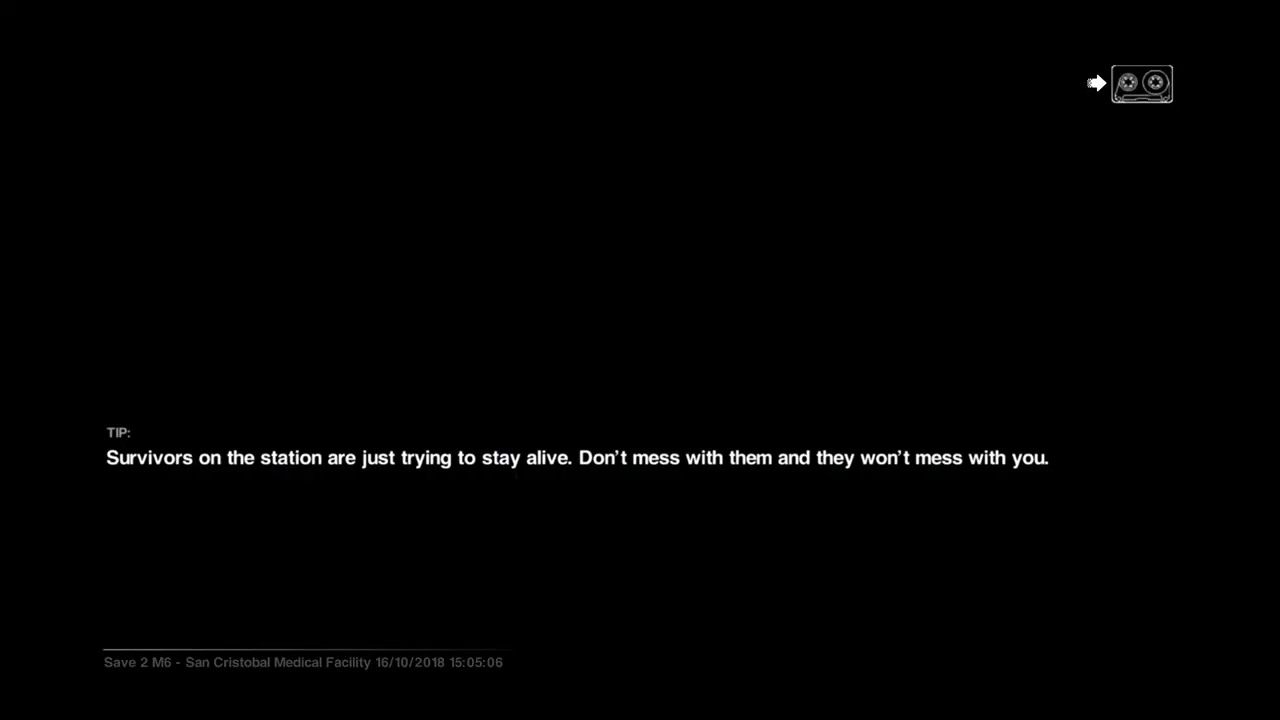 TIP:
Survivors on the station are just trying to stay alive. Don’t mess with them and they won’t mess with you.
Save 2 M6 - San Cristobal Medical Facility 16/10/2018 15:05:06